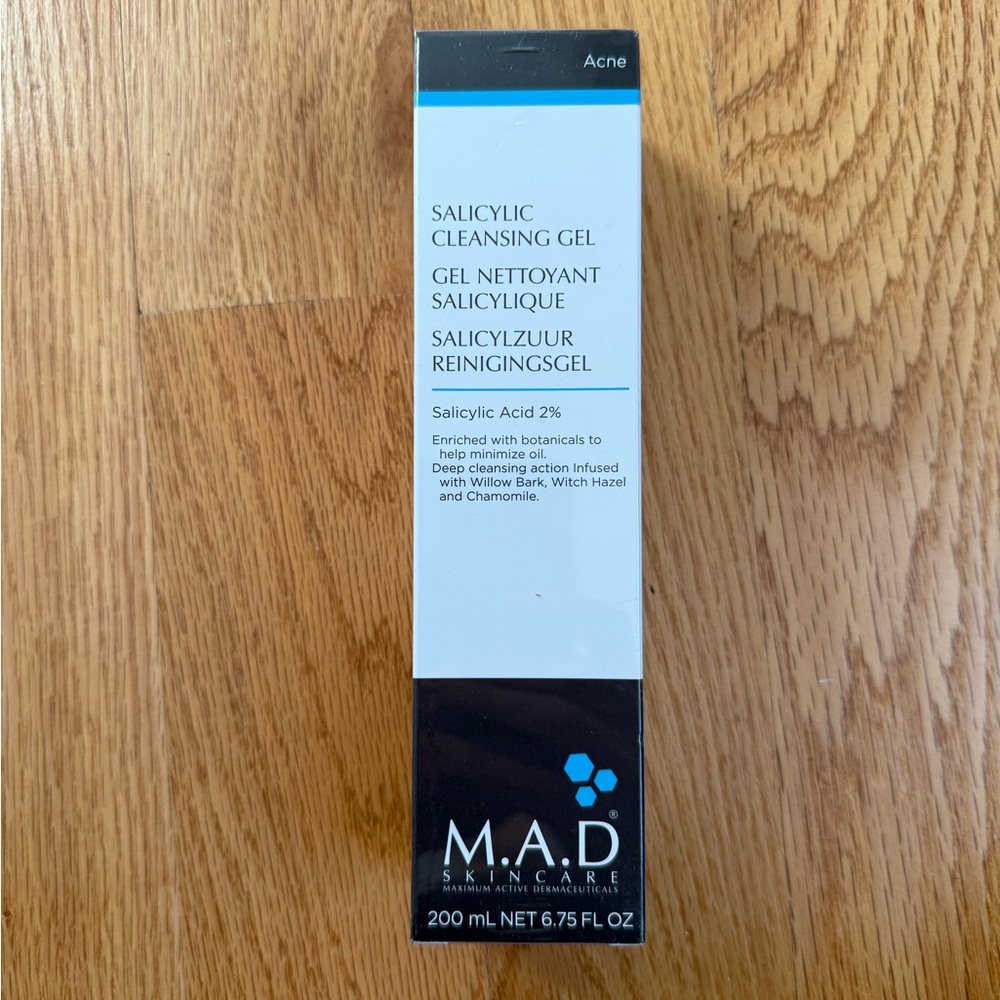 Acne
SALICYLIC
CLEANSING GEL
GEL NETTOYANT
SALICYLIQUE
SALICYLZUUR
REINIGINGSGEL
Salicylic Acid 2%
Enriched with botanicals to
help minimize oil.
Deep cleansing action Infused
with Willow Bark, Witch Hazel
and Chamomile.
M.A.D®
SKINCARE
MAXIMUM ACTIVE DERMACEUTICALS
200 mL NET 6.75 FL OZ